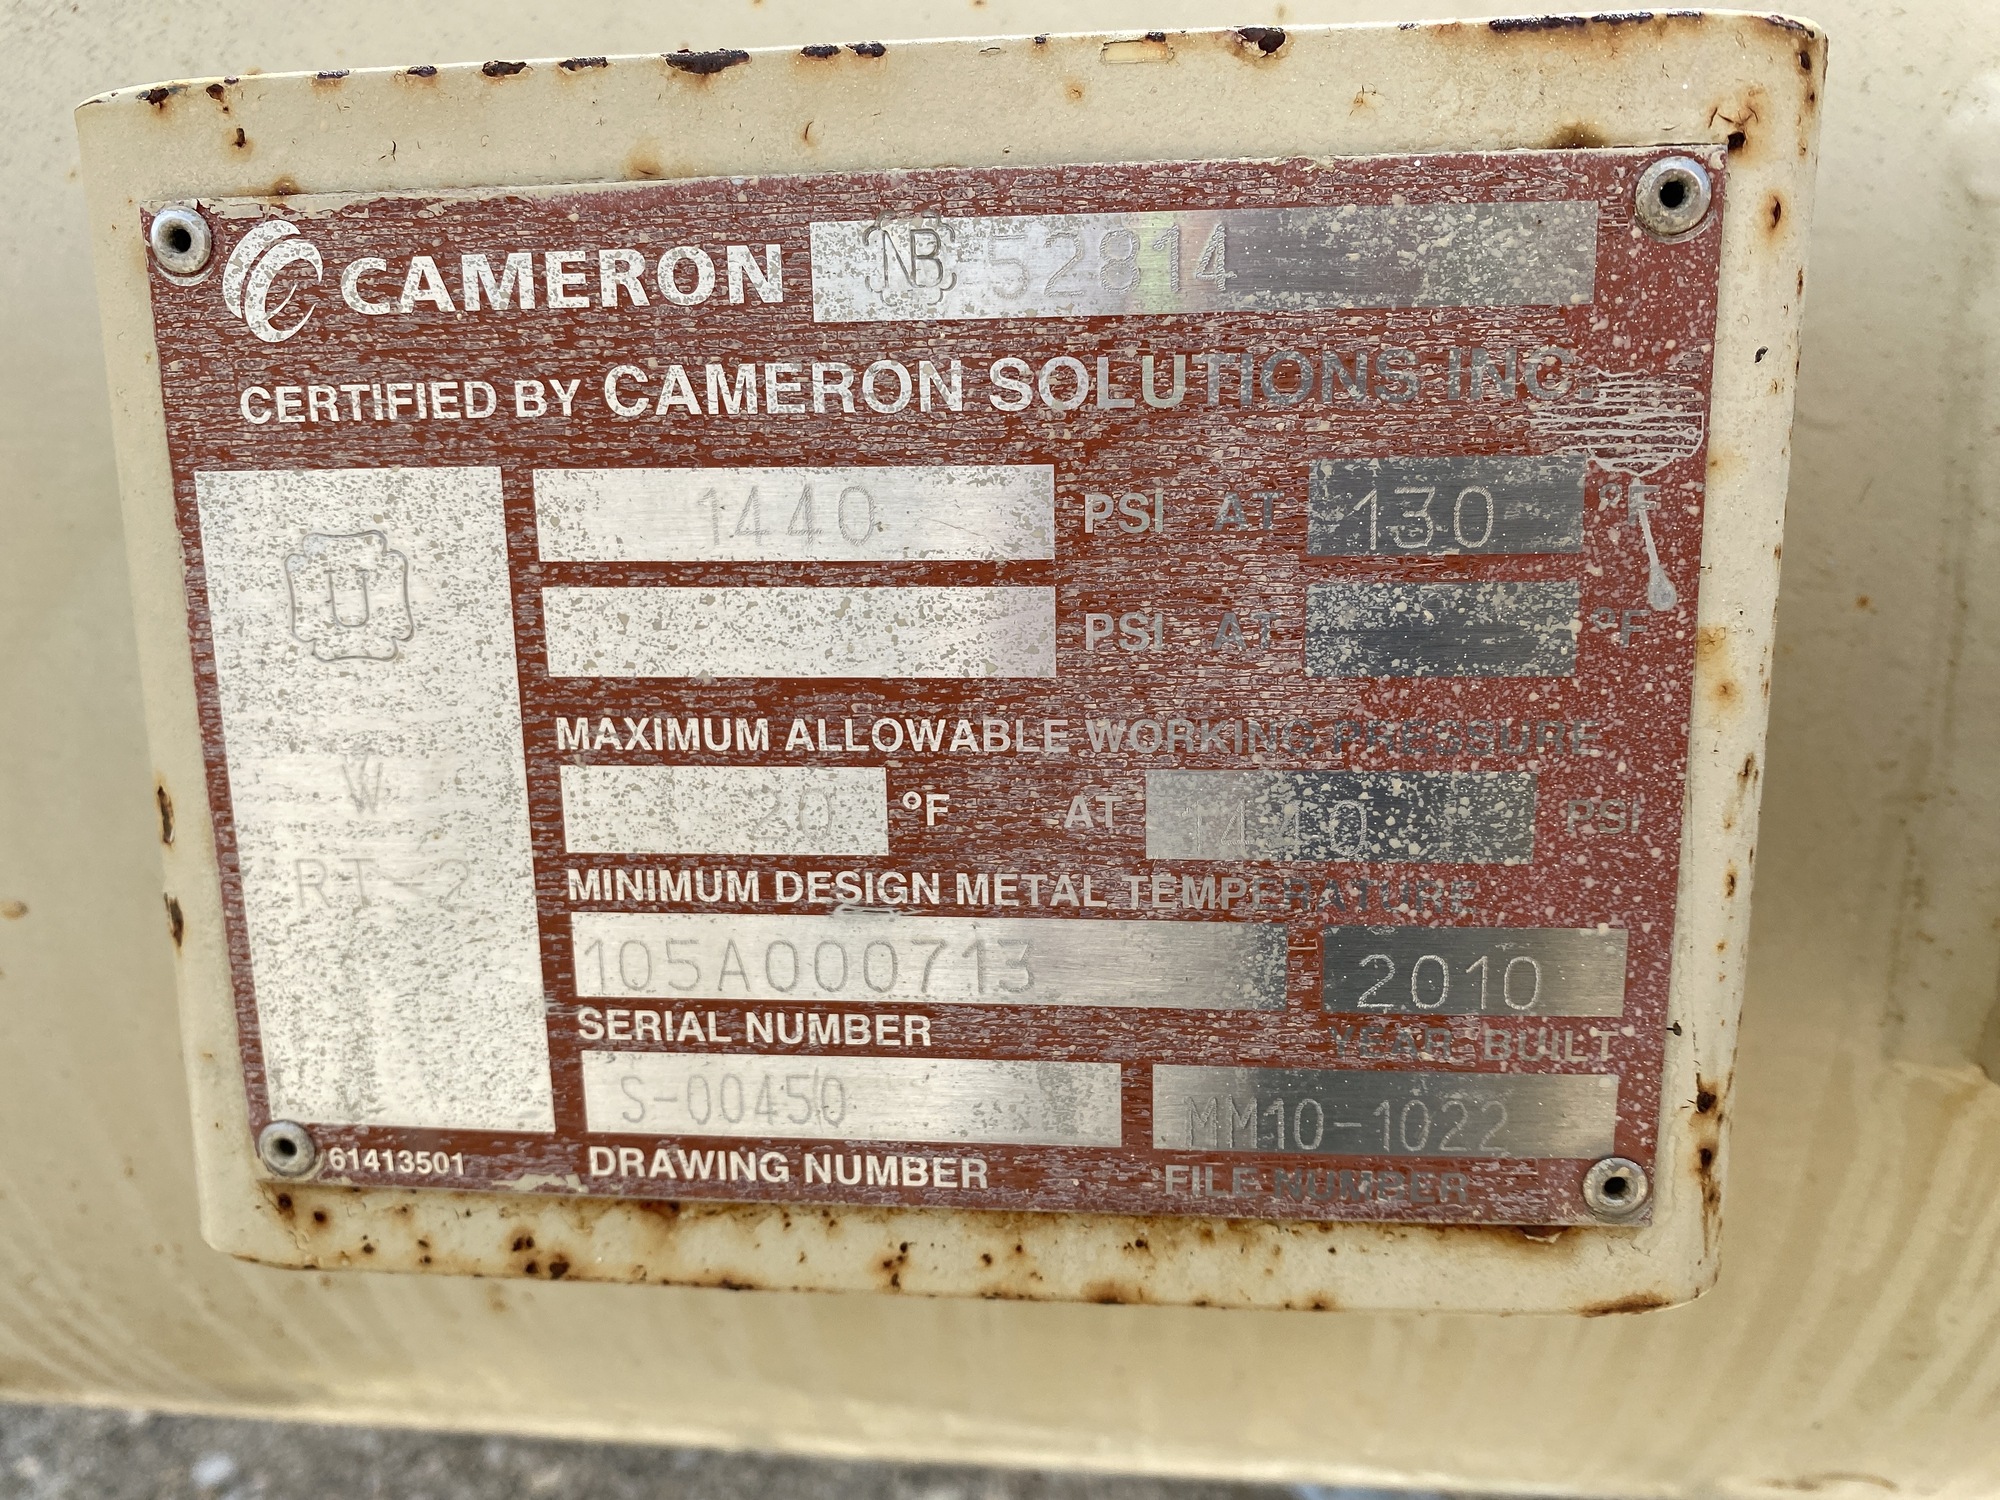 CAMERON NB 52814
CERTIFIED BY CAMERON SOLUTIONS INC.
U
W
RT-2
1440 PSI AT 130 °F
PSI AT °F
MAXIMUM ALLOWABLE WORKING PRESSURE
-20 °F AT 1440 PSI
MINIMUM DESIGN METAL TEMPERATURE
105A000713 2010
SERIAL NUMBER YEAR BUILT
S-00450 MM10-1022
DRAWING NUMBER FILE NUMBER
61413501